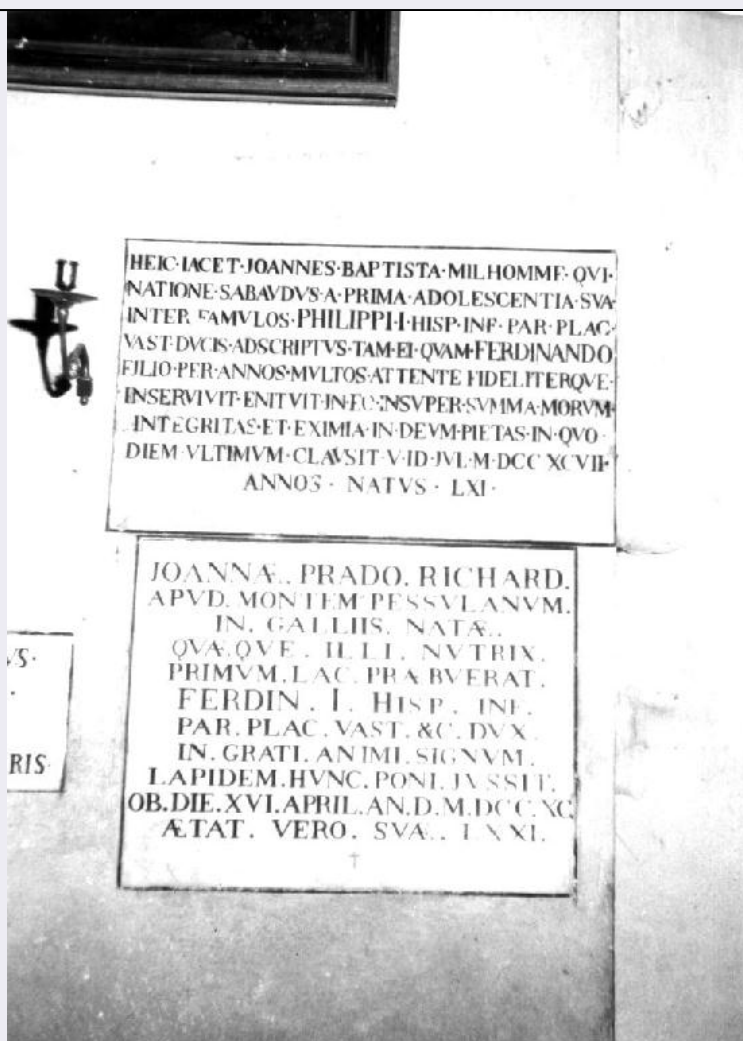 HEIC·IACET·JOANNES·BAPTISTA·MILHOMME·QVI·
NATIONE·SABAVDVS·A·PRIMA·ADOLESCENTIA·SVA·
INTER·FAMVLOS·PHILIPPI·I·HISP·INF·PAR·PLAC·
VAST·DVCIS·ADSCRIPTVS·TAM·EI·QVAM·FERDINANDO
FILIO·PER·ANNOS·MVLTOS·ATTENTE·FIDELITERQVE·
INSERVIVIT·ENITVIT·IN·EO·INSVPER·SVMMA·MORVM·
INTEGRITAS·ET·EXIMIA·IN·DEVM·PIETAS·IN·QVO·
DIEM·VLTIMVM·CLAVSIT·V·ID·JVL·M·DCC·XCVII·
ANNOS·NATVS·LXI·
JOANNÆ. PRADO. RICHARD.
APVD. MONTEM PESSVLANVM.
IN. GALLIIS. NATÆ.
QVÆ.QVE. ILLI. NVTRIX.
PRIMVM. LAC. PRÆBVERAT.
FERDIN. I. HISP. INF.
PAR. PLAC. VAST. &C. DVX.
IN. GRATI. ANIMI. SIGNVM.
LAPIDEM. HVNC. PONI. JVSSIT.
OB. DIE. XVI. APRIL. AN. D. M. DCC. XC.
ÆTAT. VERO. SVÆ. LXXI.
VS·
RIS·